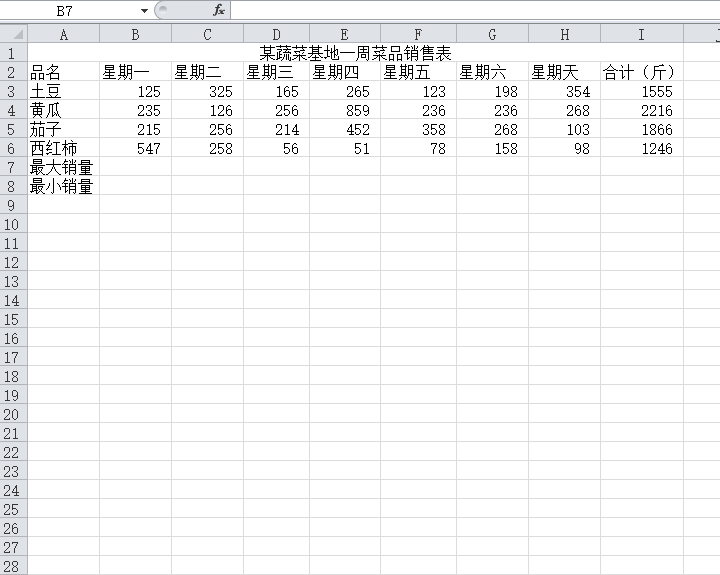 B7 fx
A B C D E F G H I
1 某蔬菜基地一周菜品销售表
2 品名 星期一 星期二 星期三 星期四 星期五 星期六 星期天 合计（斤）
3 土豆 125 325 165 265 123 198 354 1555
4 黄瓜 235 126 256 859 236 236 268 2216
5 茄子 215 256 214 452 358 268 103 1866
6 西红柿 547 258 56 51 78 158 98 1246
7 最大销量
8 最小销量
9
10
11
12
13
14
15
16
17
18
19
20
21
22
23
24
25
26
27
28